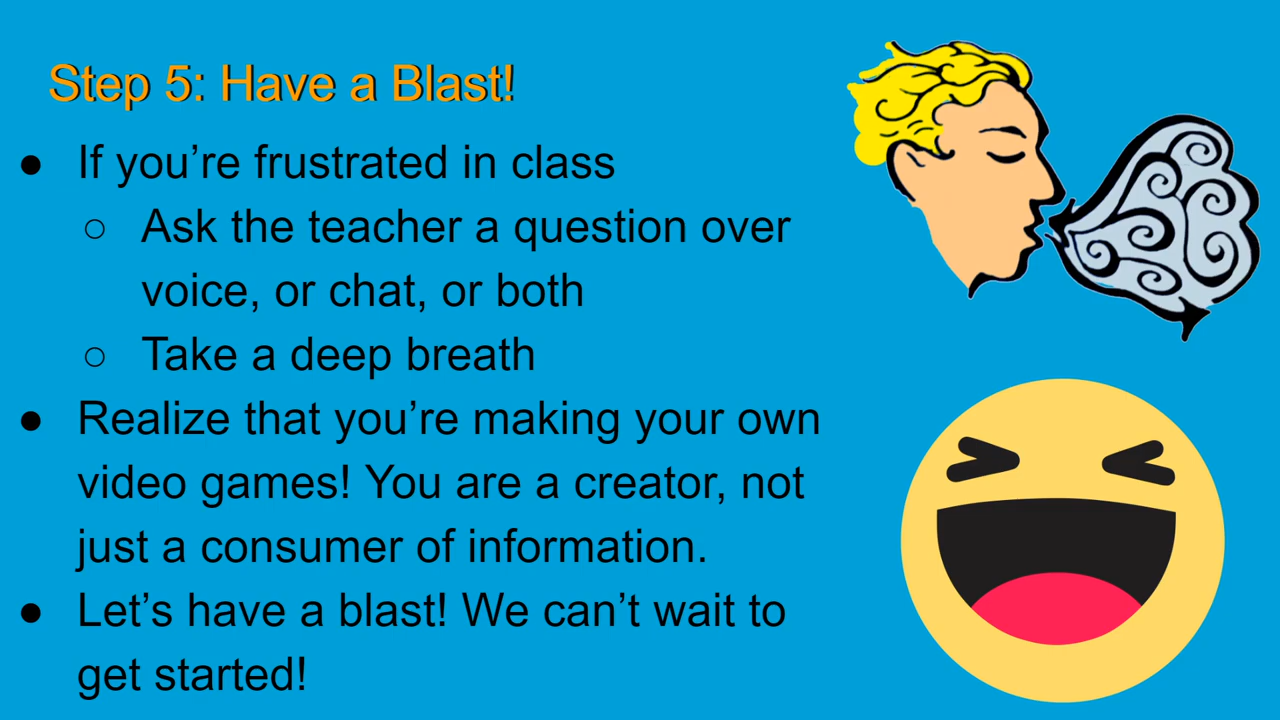 Step 5: Have a Blast!
● If you’re frustrated in class
○ Ask the teacher a question over
voice, or chat, or both
○ Take a deep breath
● Realize that you’re making your own
video games! You are a creator, not
just a consumer of information.
● Let’s have a blast! We can’t wait to
get started!